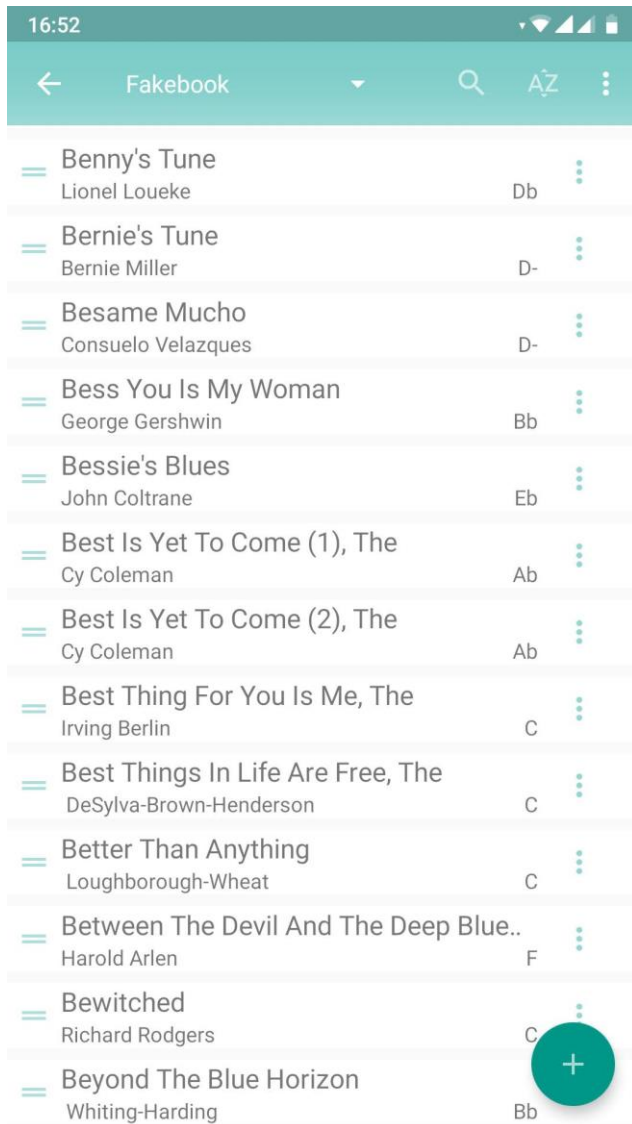 16:52
Fakebook
AZ
Benny's Tune
Lionel Loueke Db
Bernie's Tune
Bernie Miller D-
Besame Mucho
Consuelo Velazques D-
Bess You Is My Woman
George Gershwin Bb
Bessie's Blues
John Coltrane Eb
Best Is Yet To Come (1), The
Cy Coleman Ab
Best Is Yet To Come (2), The
Cy Coleman Ab
Best Thing For You Is Me, The
Irving Berlin C
Best Things In Life Are Free, The
DeSylva-Brown-Henderson C
Better Than Anything
Loughborough-Wheat C
Between The Devil And The Deep Blue..
Harold Arlen F
Bewitched
Richard Rodgers C
Beyond The Blue Horizon
Whiting-Harding Bb